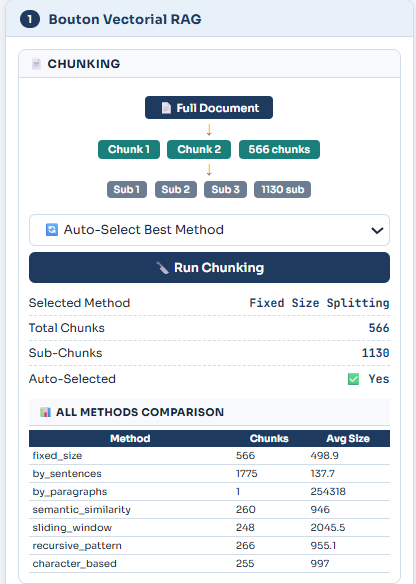 1 Bouton Vectorial RAG
CHUNKING
Full Document
↓
Chunk 1 Chunk 2 566 chunks
↓
Sub 1 Sub 2 Sub 3 1130 sub
Auto-Select Best Method
Run Chunking
Selected Method Fixed Size Splitting
Total Chunks 566
Sub-Chunks 1130
Auto-Selected ✅ Yes
ALL METHODS COMPARISON
Method Chunks Avg Size
fixed_size 566 498.9
by_sentences 1775 137.7
by_paragraphs 1 254318
semantic_similarity 260 946
sliding_window 248 2045.5
recursive_pattern 266 955.1
character_based 255 997